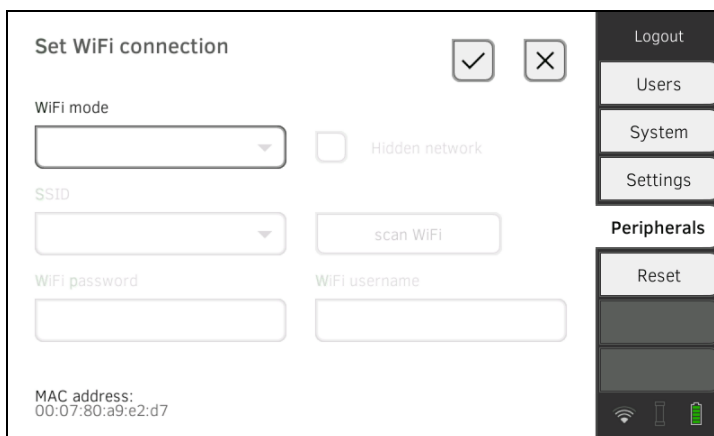 Set WiFi connection
WiFi mode
Hidden network
SSID
scan WiFi
WiFi password
WiFi username
MAC address:
00:07:80:a9:e2:d7
Logout
Users
System
Settings
Peripherals
Reset